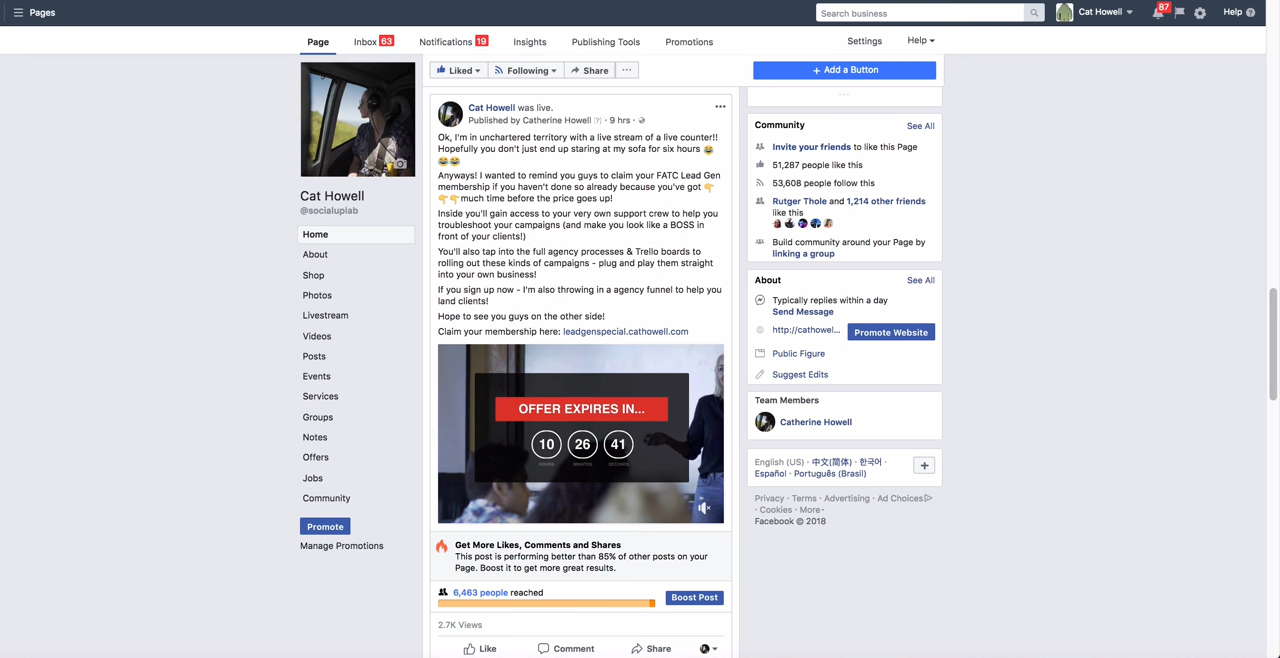 Pages
Search business
Cat Howell
87
Help
Page
Inbox 63
Notifications 19
Insights
Publishing Tools
Promotions
Settings
Help
Liked
Following
Share
+ Add a Button
Cat Howell
@socialuplab
Home
About
Shop
Photos
Livestream
Videos
Posts
Events
Services
Groups
Notes
Offers
Jobs
Community
Promote
Manage Promotions
Cat Howell was live.
Published by Catherine Howell [?] · 9 hrs ·
Ok, I'm in unchartered territory with a live stream of a live counter!!
Hopefully you don't just end up staring at my sofa for six hours 😂
😂😂
Anyways! I wanted to remind you guys to claim your FATC Lead Gen
membership if you haven't done so already because you've got 👇
👇👇👇much time before the price goes up!
Inside you'll gain access to your very own support crew to help you
troubleshoot your campaigns (and make you look like a BOSS in
front of your clients!)
You'll also tap into the full agency processes & Trello boards to
rolling out these kinds of campaigns - plug and play them straight
into your own business!
If you sign up now - I'm also throwing in a agency funnel to help you
land clients!
Hope to see you guys on the other side!
Claim your membership here: leadgenspecial.cathowell.com
OFFER EXPIRES IN...
10 26 41
HOURS MINUTES SECONDS
Get More Likes, Comments and Shares
This post is performing better than 85% of other posts on your
Page. Boost it to get more great results.
6,463 people reached
Boost Post
2.7K Views
Like
Comment
Share
Community
See All
Invite your friends to like this Page
51,287 people like this
53,608 people follow this
Rutger Thole and 1,214 other friends
like this
Build community around your Page by
linking a group
About
See All
Typically replies within a day
Send Message
http://cathowel...
Promote Website
Public Figure
Suggest Edits
Team Members
Catherine Howell
English (US) · 中文(简体) · 한국어 ·
Español · Português (Brasil)
Privacy · Terms · Advertising · Ad Choices
· Cookies · More
Facebook © 2018